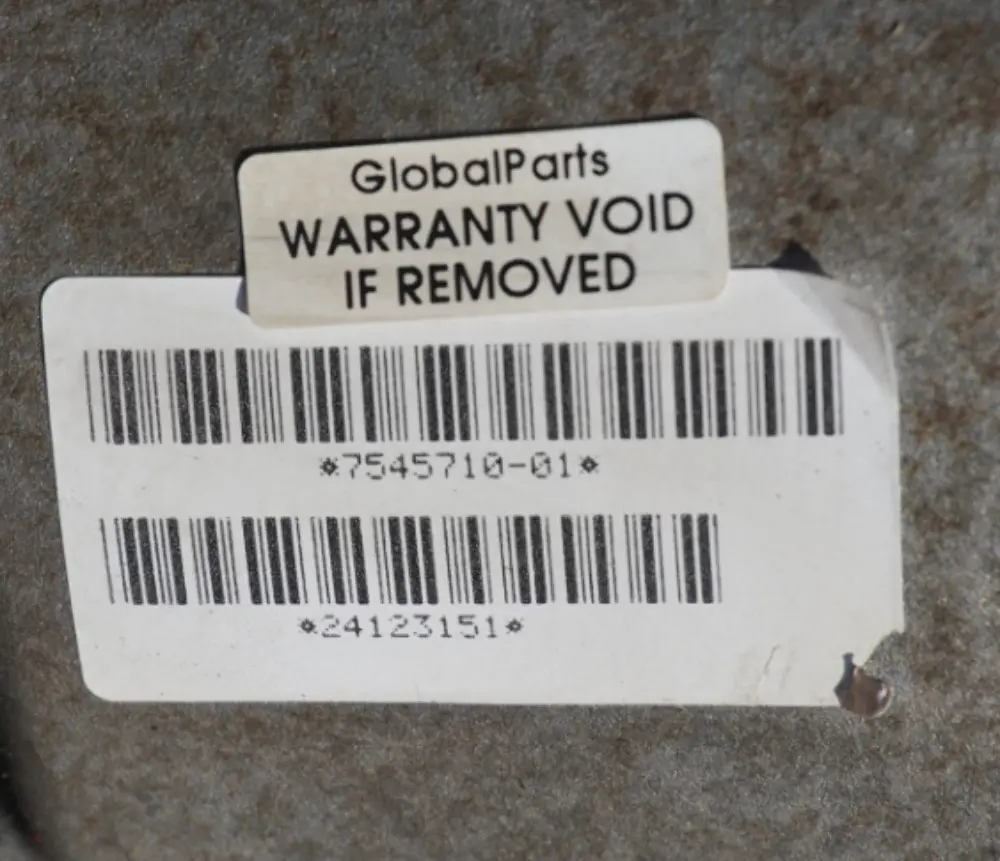 GlobalParts
WARRANTY VOID
IF REMOVED
*7545710-01*
*24123151*